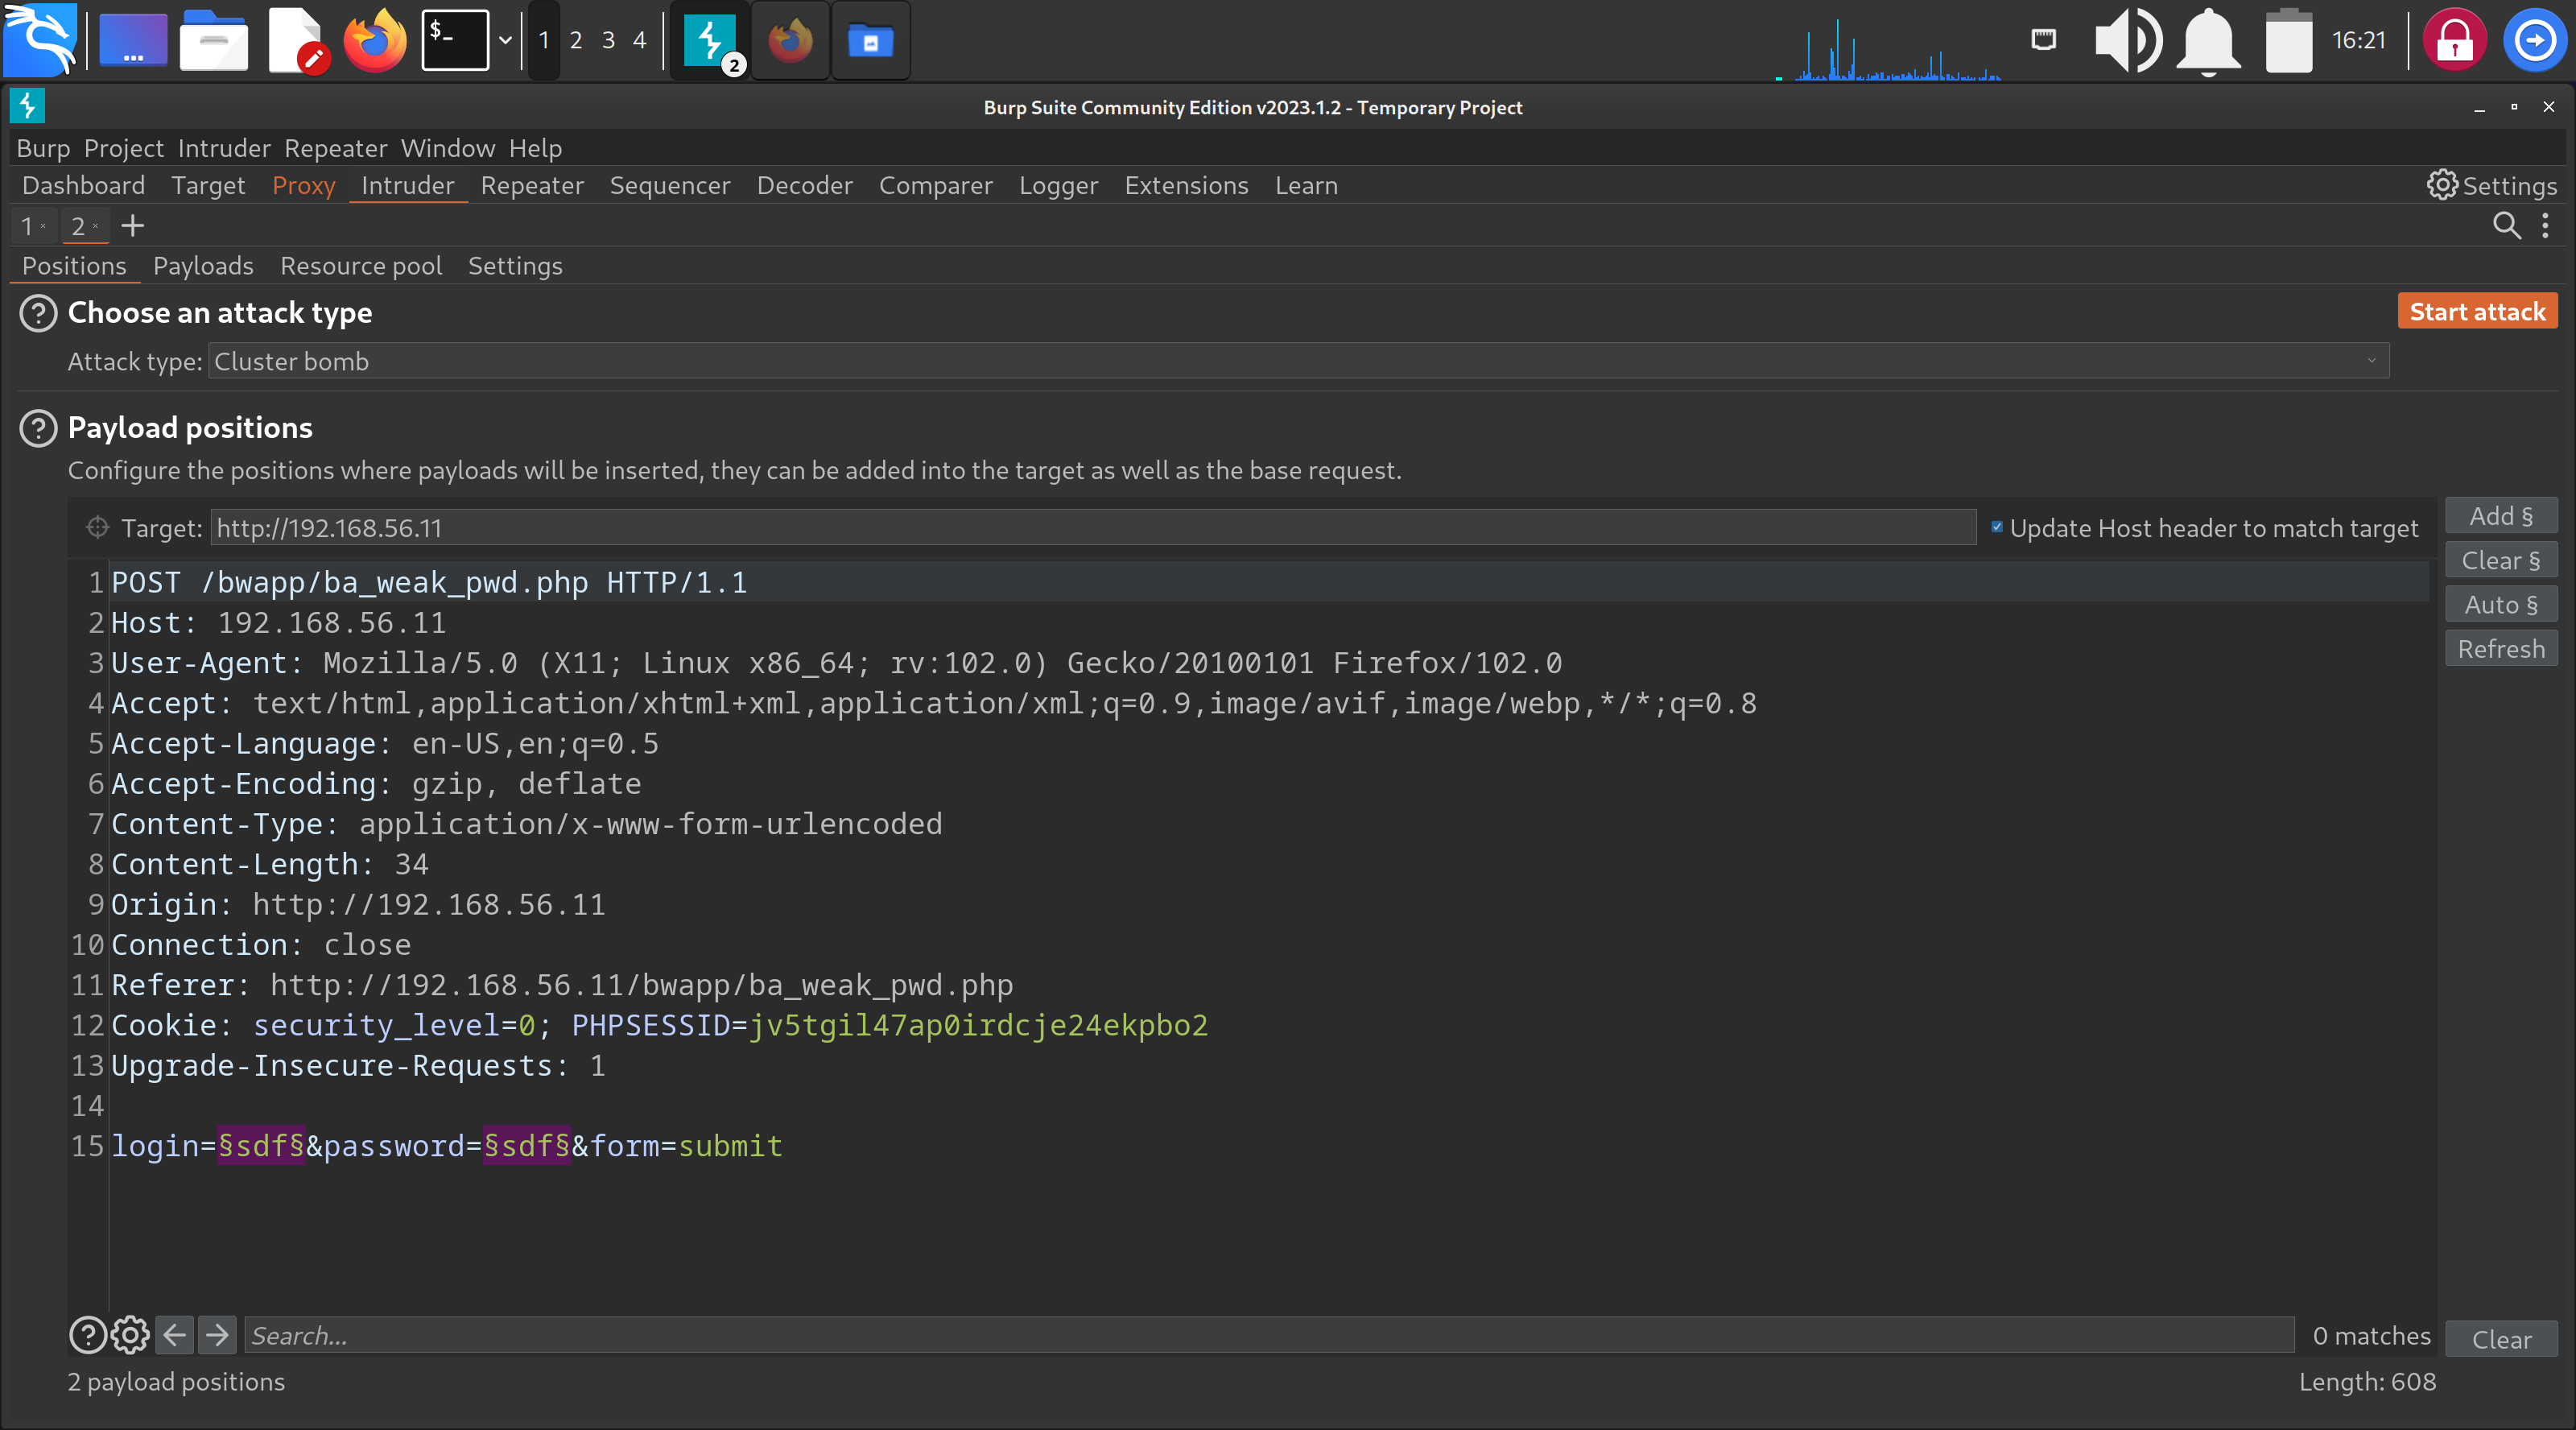 $_ 1 2 3 4 2 16:21
Burp Suite Community Edition v2023.1.2 - Temporary Project
Burp Project Intruder Repeater Window Help
Dashboard Target Proxy Intruder Repeater Sequencer Decoder Comparer Logger Extensions Learn Settings
1 × 2 × +
Positions Payloads Resource pool Settings
? Choose an attack type Start attack
Attack type: Cluster bomb
? Payload positions
Configure the positions where payloads will be inserted, they can be added into the target as well as the base request.
Target: http://192.168.56.11 Update Host header to match target
Add §
Clear §
Auto §
Refresh
1 POST /bwapp/ba_weak_pwd.php HTTP/1.1
2 Host: 192.168.56.11
3 User-Agent: Mozilla/5.0 (X11; Linux x86_64; rv:102.0) Gecko/20100101 Firefox/102.0
4 Accept: text/html,application/xhtml+xml,application/xml;q=0.9,image/avif,image/webp,*/*;q=0.8
5 Accept-Language: en-US,en;q=0.5
6 Accept-Encoding: gzip, deflate
7 Content-Type: application/x-www-form-urlencoded
8 Content-Length: 34
9 Origin: http://192.168.56.11
10 Connection: close
11 Referer: http://192.168.56.11/bwapp/ba_weak_pwd.php
12 Cookie: security_level=0; PHPSESSID=jv5tgil47ap0irdcje24ekpbo2
13 Upgrade-Insecure-Requests: 1
14
15 login=§sdf§&password=§sdf§&form=submit
? Search... 0 matches Clear
2 payload positions Length: 608